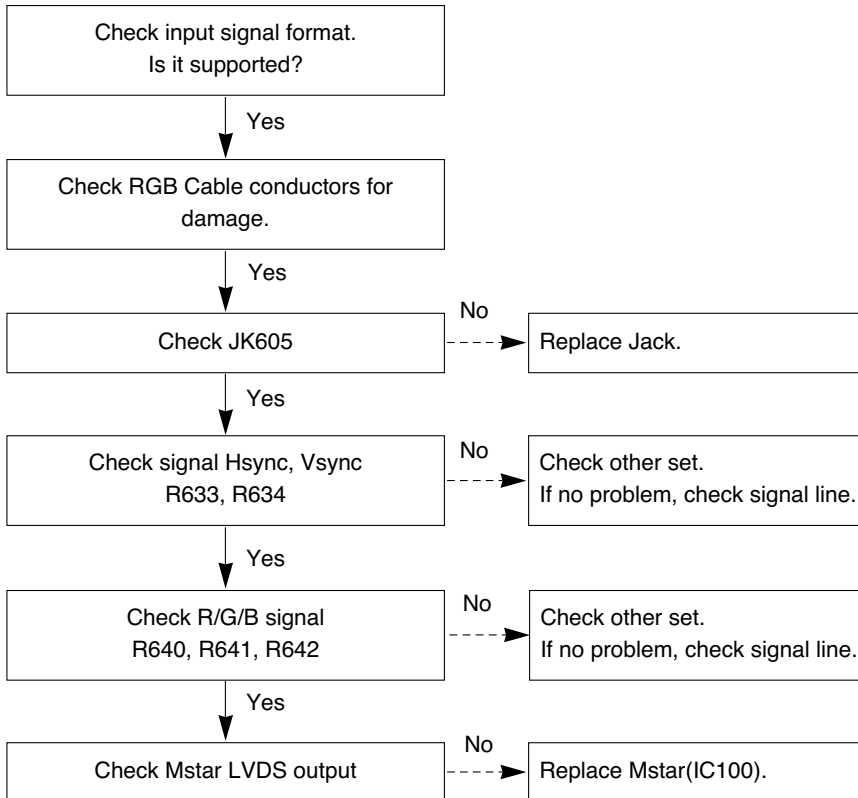 Check input signal format.
Is it supported?
Yes
Check RGB Cable conductors for
damage.
Yes
Check JK605
No
Replace Jack.
Yes
Check signal Hsync, Vsync
R633, R634
No
Check other set.
If no problem, check signal line.
Yes
Check R/G/B signal
R640, R641, R642
No
Check other set.
If no problem, check signal line.
Yes
Check Mstar LVDS output
No
Replace Mstar(IC100).